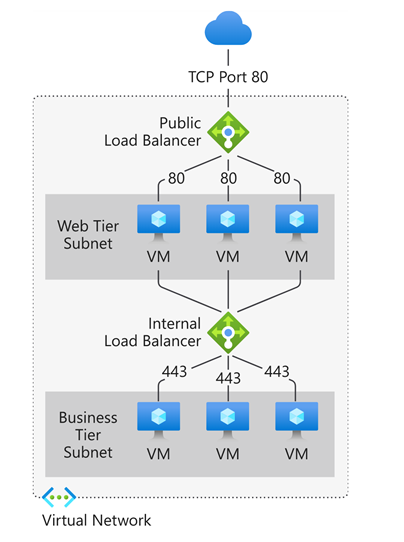 TCP Port 80
Public
Load Balancer
80 80 80
Web Tier
Subnet
VM VM VM
Internal
Load Balancer
443 443 443
Business
Tier
Subnet
VM VM VM
Virtual Network